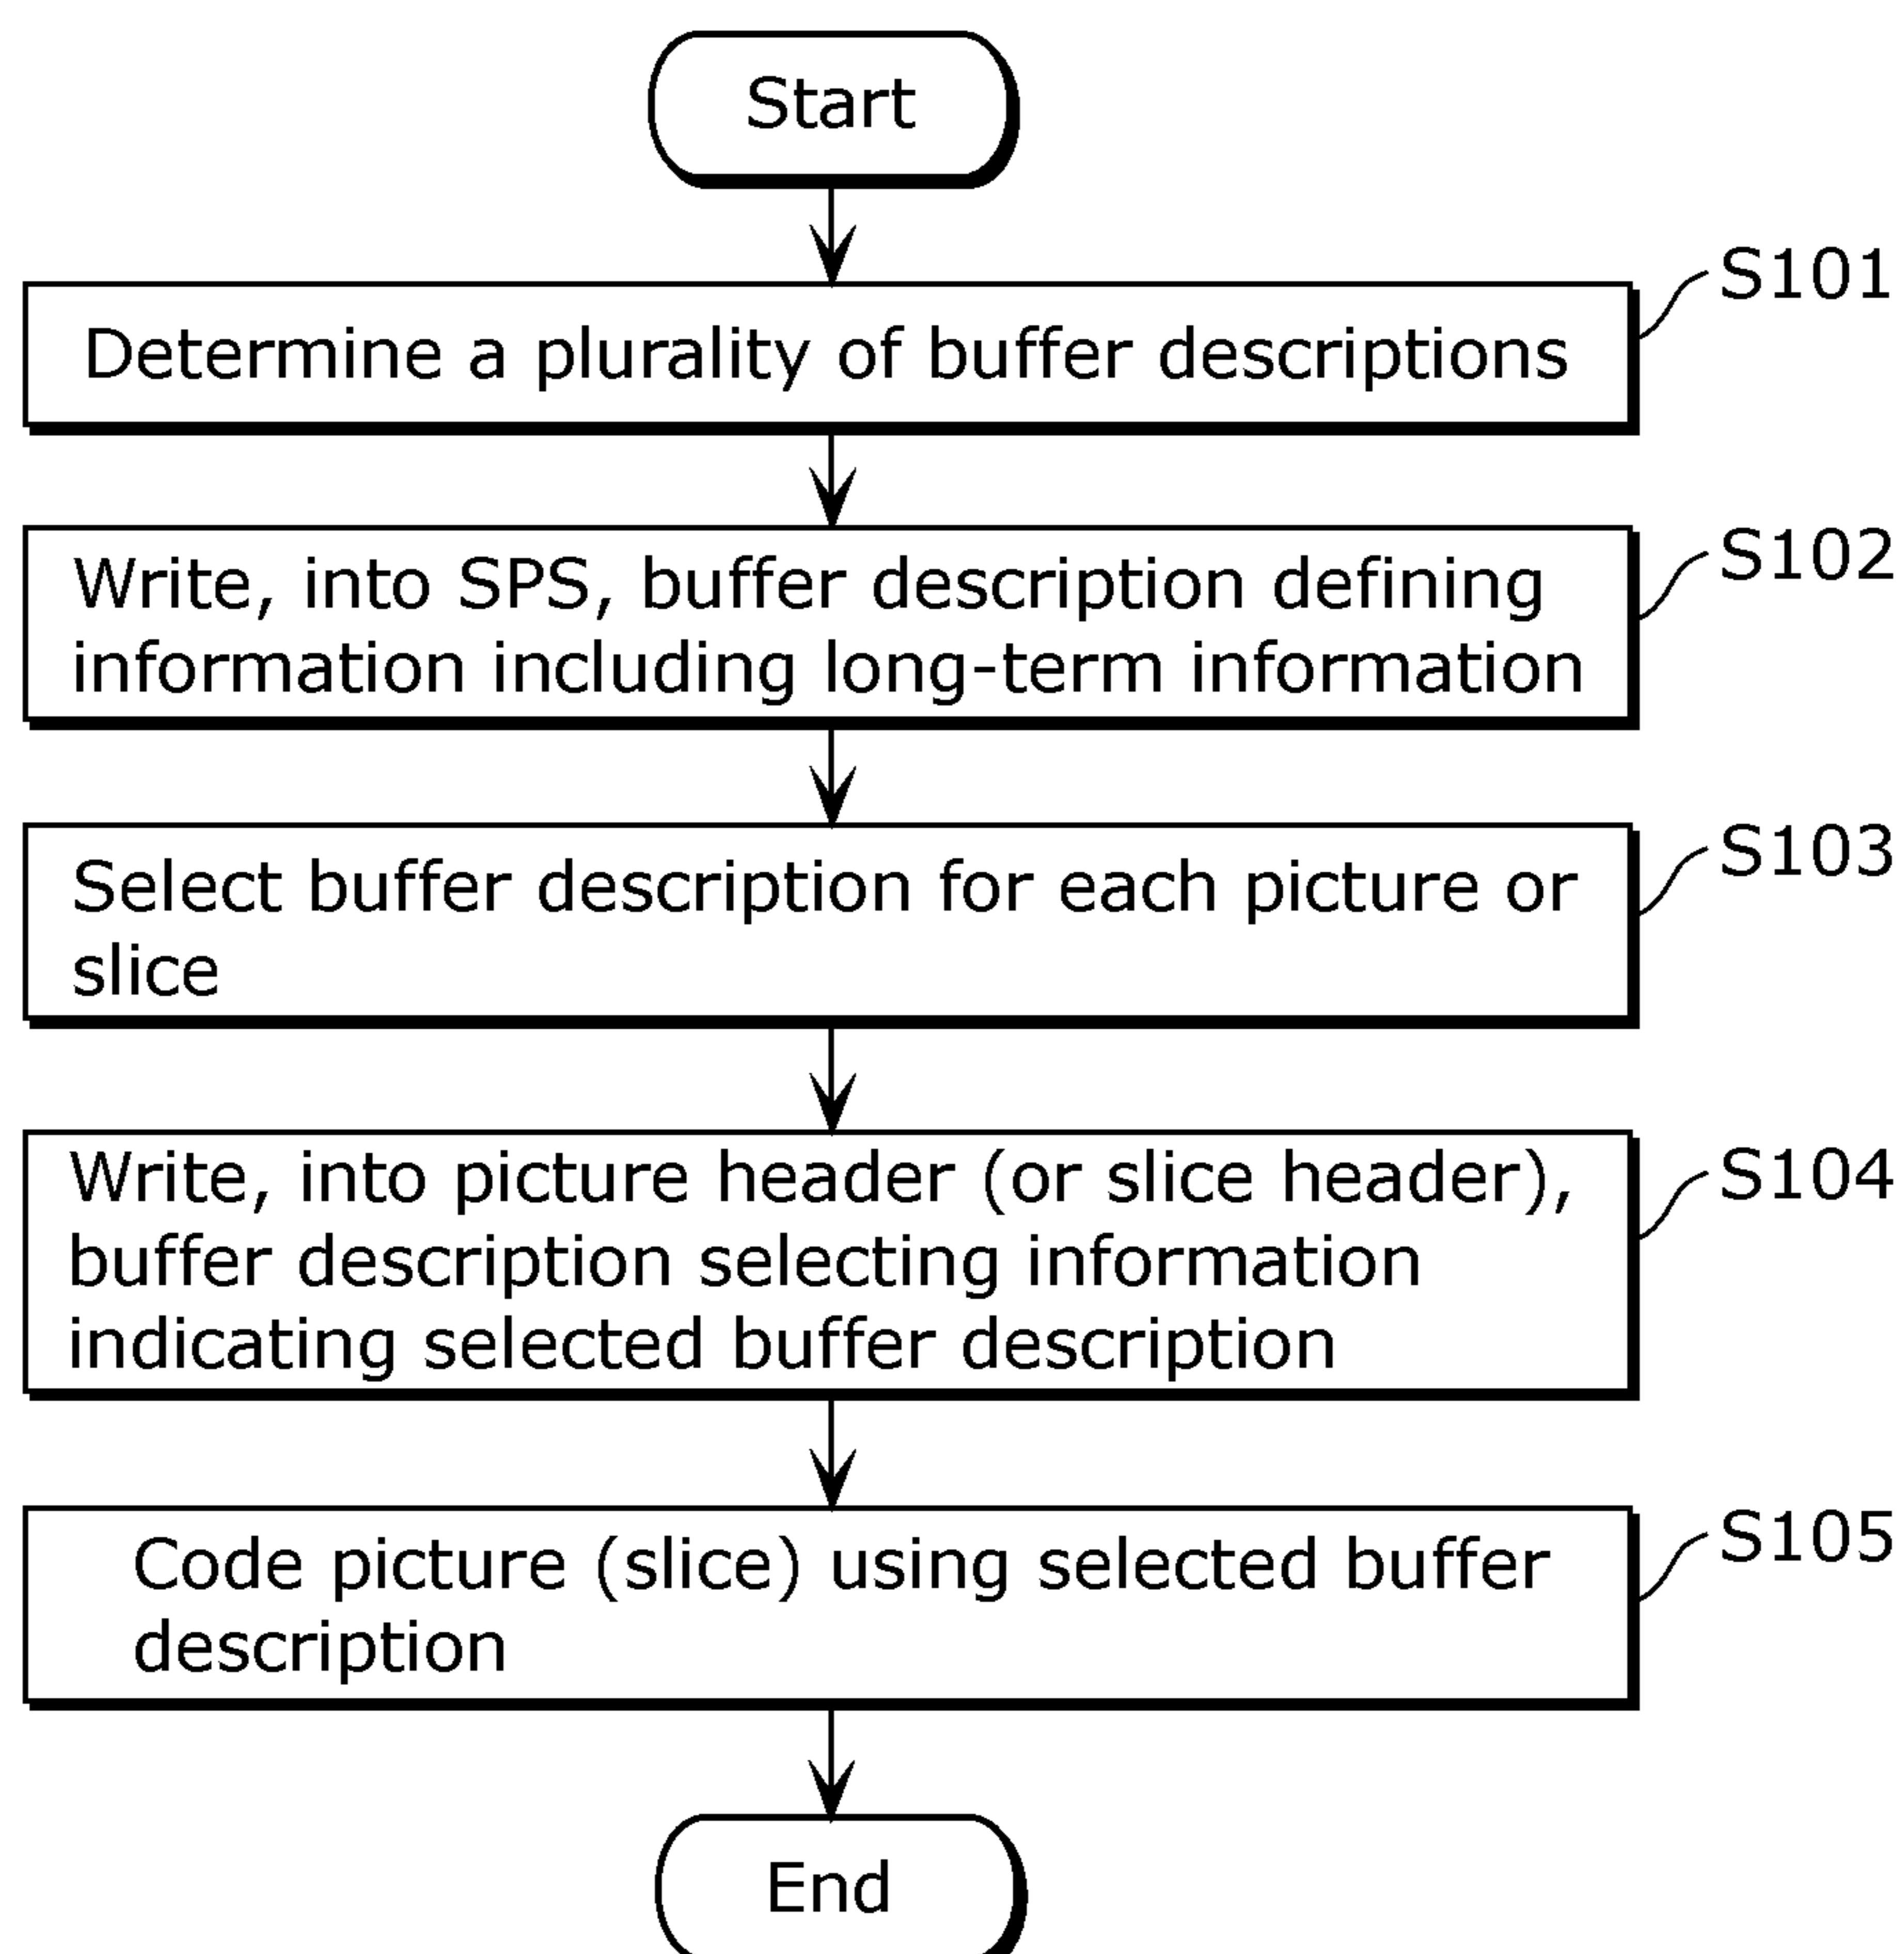 Start
S101
Determine a plurality of buffer descriptions
S102
Write, into SPS, buffer description defining
information including long-term information
S103
Select buffer description for each picture or
slice
S104
Write, into picture header (or slice header),
buffer description selecting information
indicating selected buffer description
S105
Code picture (slice) using selected buffer
description
End